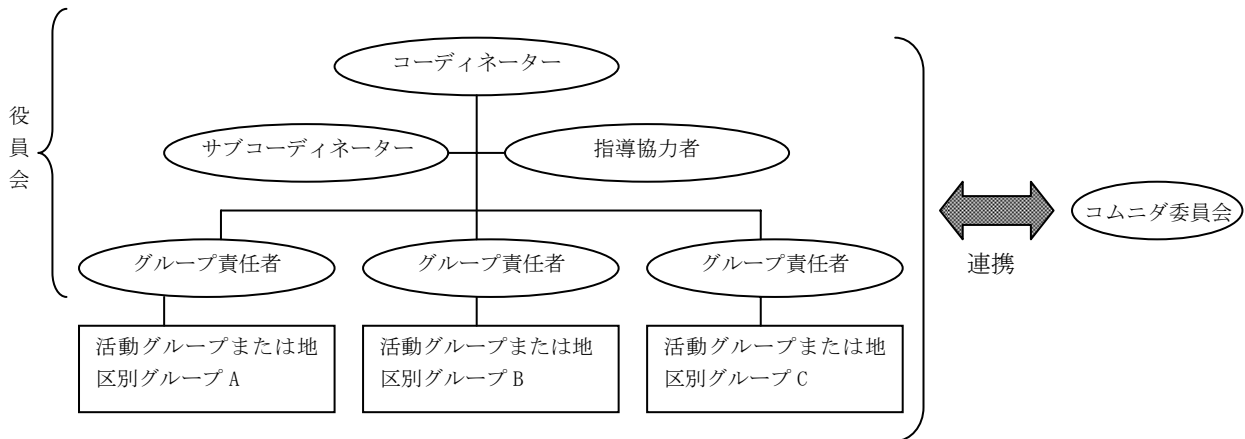 コーディネーター
役員会
サブコーディネーター
指導協力者
コムニダ委員会
連携
グループ責任者
グループ責任者
グループ責任者
活動グループまたは地
区別グループ A
活動グループまたは地
区別グループ B
活動グループまたは地
区別グループ C